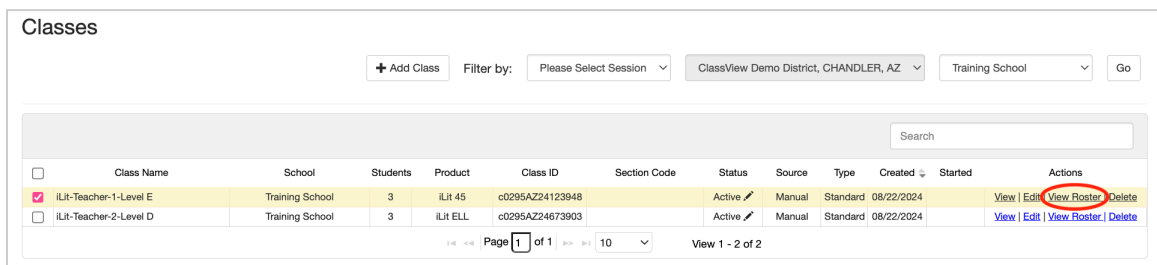 Classes
+ Add Class Filter by: Please Select Session ClassView Demo District, CHANDLER, AZ Training School Go
Search
Class Name School Students Product Class ID Section Code Status Source Type Created Started Actions
iLit-Teacher-1-Level E Training School 3 iLit 45 c0295AZ24123948 Active Manual Standard 08/22/2024 View | Edit | View Roster | Delete
iLit-Teacher-2-Level D Training School 3 iLit ELL c0295AZ24673903 Active Manual Standard 08/22/2024 View | Edit | View Roster | Delete
Page 1 of 1 10 View 1 - 2 of 2